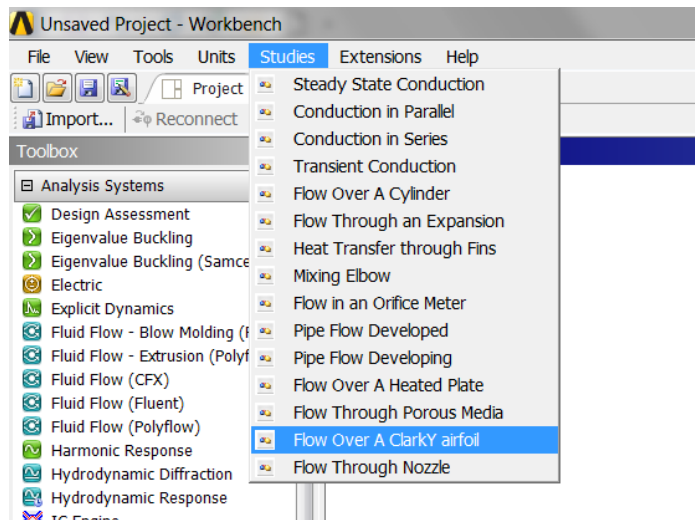 Unsaved Project - Workbench
File View Tools Units Studies Extensions Help
Project
Import... Reconnect
Toolbox
Analysis Systems
Design Assessment
Eigenvalue Buckling
Eigenvalue Buckling (Samce
Electric
Explicit Dynamics
Fluid Flow - Blow Molding (
Fluid Flow - Extrusion (Polyf
Fluid Flow (CFX)
Fluid Flow (Fluent)
Fluid Flow (Polyflow)
Harmonic Response
Hydrodynamic Diffraction
Hydrodynamic Response
IC Engine
Steady State Conduction
Conduction in Parallel
Conduction in Series
Transient Conduction
Flow Over A Cylinder
Flow Through an Expansion
Heat Transfer through Fins
Mixing Elbow
Flow in an Orifice Meter
Pipe Flow Developed
Pipe Flow Developing
Flow Over A Heated Plate
Flow Through Porous Media
Flow Over A ClarkY airfoil
Flow Through Nozzle